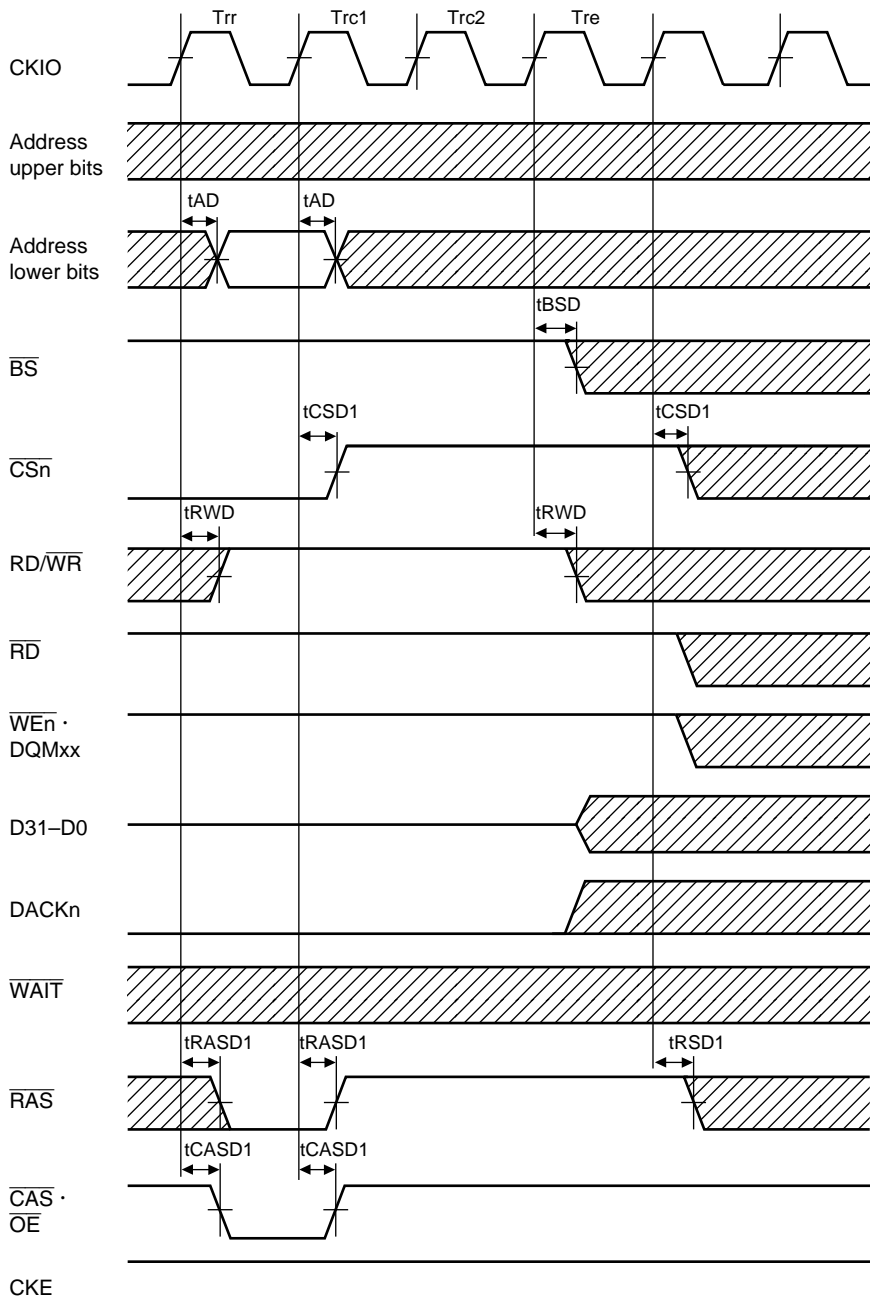 Trr Trc1 Trc2 Tre
CKIO
Address
upper bits
tAD tAD
Address
lower bits
tBSD
BS
tCSD1 tCSD1
CSn
tRWD tRWD
RD/WR
RD
WEn ·
DQMxx
D31–D0
DACKn
WAIT
tRASD1 tRASD1 tRSD1
RAS
tCASD1 tCASD1
CAS ·
OE
CKE